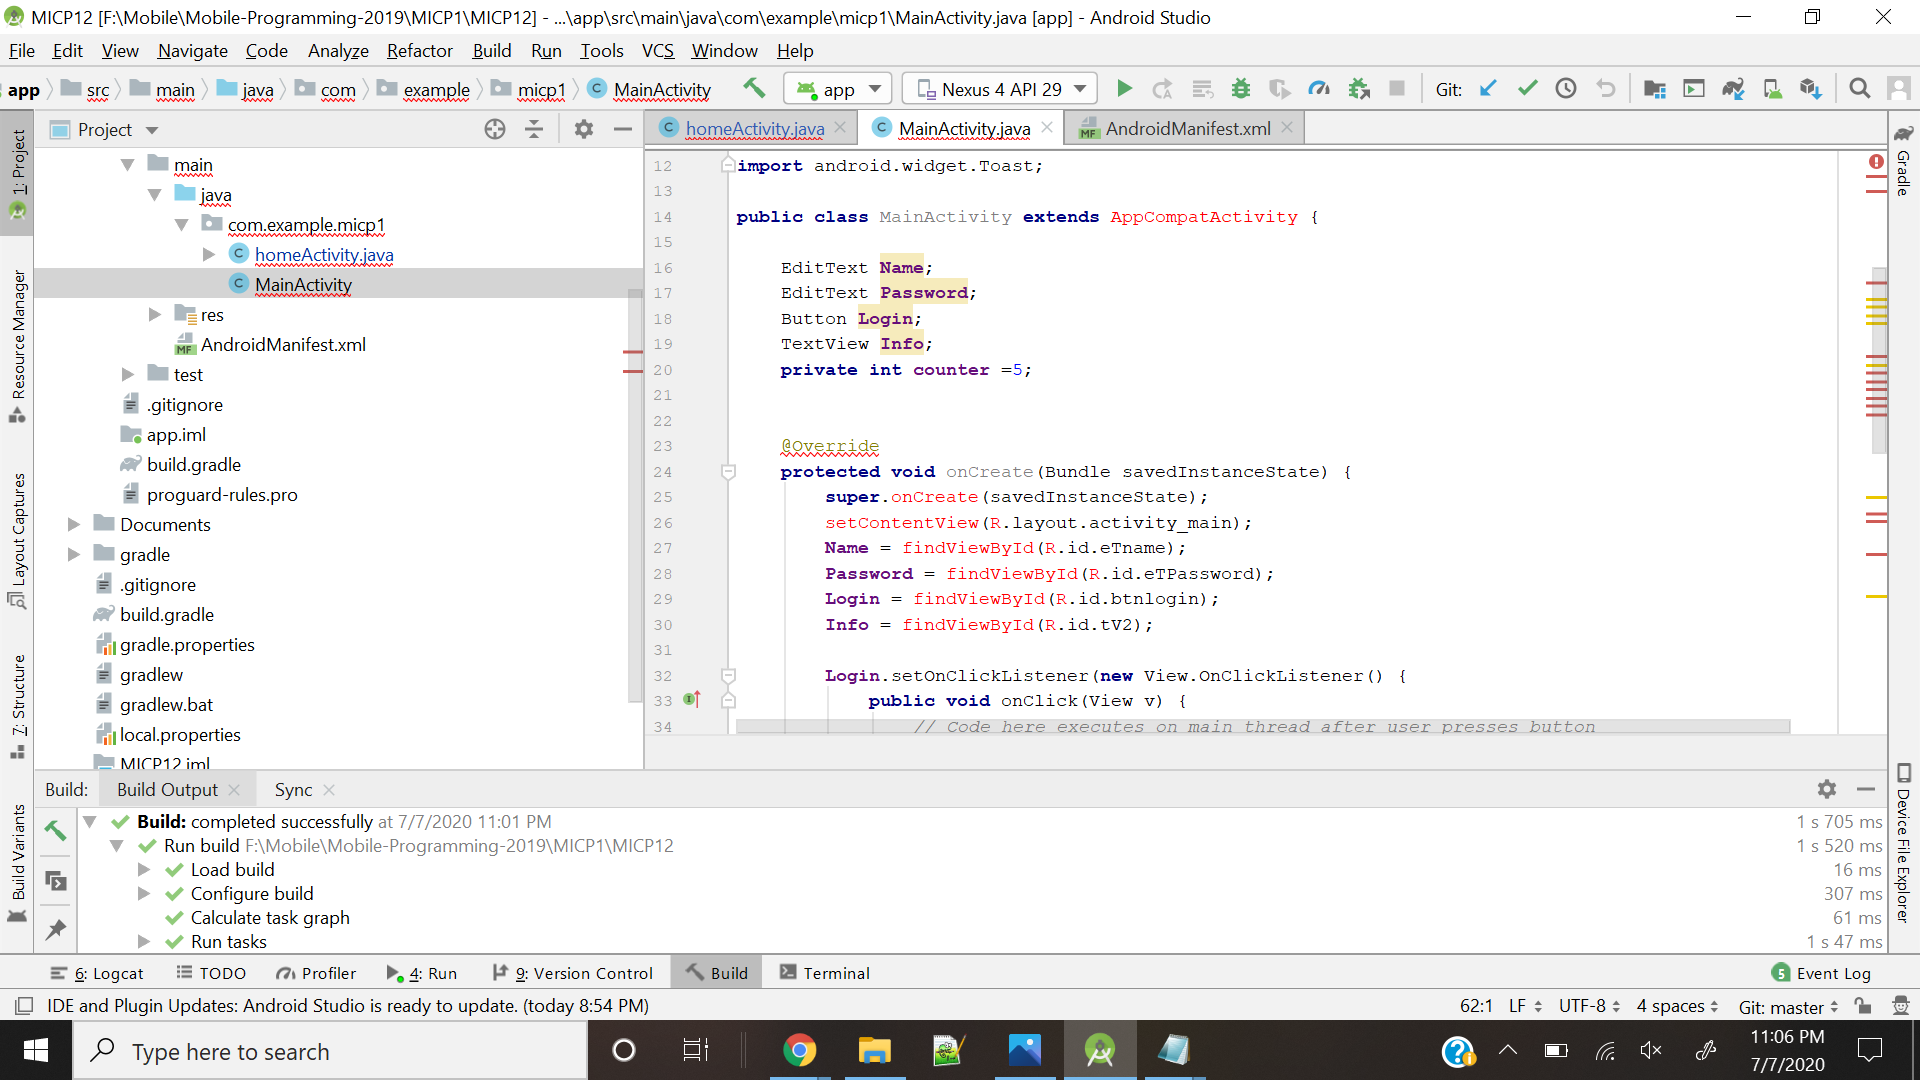 MICP12 [F:\Mobile\Mobile-Programming-2019\MICP1\MICP12] - ...\app\src\main\java\com\example\micp1\MainActivity.java [app] - Android Studio
File Edit View Navigate Code Analyze Refactor Build Run Tools VCS Window Help
app src main java com example micp1 C MainActivity app Nexus 4 API 29 Git:
Project
C homeActivity.java C MainActivity.java MF AndroidManifest.xml
1: Project
Resource Manager
Layout Captures
7: Structure
Build Variants
main
java
com.example.micp1
C homeActivity.java
C MainActivity
res
MF AndroidManifest.xml
test
.gitignore
app.iml
build.gradle
proguard-rules.pro
Documents
gradle
.gitignore
build.gradle
gradle.properties
gradlew
gradlew.bat
local.properties
MICP12.iml
12 import android.widget.Toast;
13
14 public class MainActivity extends AppCompatActivity {
15
16 EditText Name;
17 EditText Password;
18 Button Login;
19 TextView Info;
20 private int counter =5;
21
22
23 @Override
24 protected void onCreate(Bundle savedInstanceState) {
25 super.onCreate(savedInstanceState);
26 setContentView(R.layout.activity_main);
27 Name = findViewById(R.id.eTname);
28 Password = findViewById(R.id.eTPassword);
29 Login = findViewById(R.id.btnlogin);
30 Info = findViewById(R.id.tV2);
31
32 Login.setOnClickListener(new View.OnClickListener() {
33 public void onClick(View v) {
34 // Code here executes on main thread after user presses button
Gradle
Device File Explorer
Build: Build Output Sync
Build: completed successfully at 7/7/2020 11:01 PM 1 s 705 ms
Run build F:\Mobile\Mobile-Programming-2019\MICP1\MICP12 1 s 520 ms
Load build 16 ms
Configure build 307 ms
Calculate task graph 61 ms
Run tasks 1 s 47 ms
6: Logcat TODO Profiler 4: Run 9: Version Control Build Terminal 5 Event Log
IDE and Plugin Updates: Android Studio is ready to update. (today 8:54 PM) 62:1 LF UTF-8 4 spaces Git: master
Type here to search
11:06 PM
7/7/2020